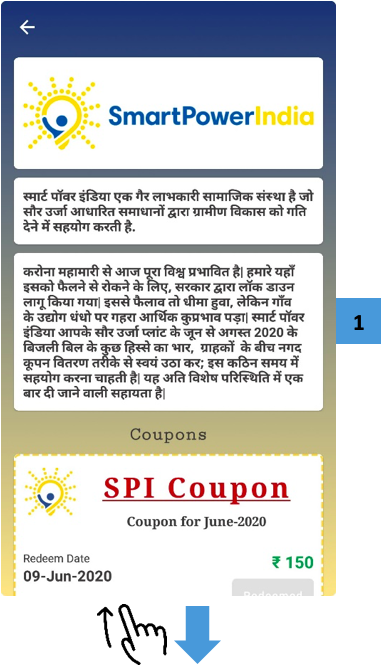 SmartPowerIndia
स्मार्ट पॉवर इंडिया एक गैर लाभकारी सामाजिक संस्था है जो
सौर उर्जा आधारित समाधानों द्वारा ग्रामीण विकास को गति
देने में सहयोग करती है.
करोना महामारी से आज पूरा विश्व प्रभावित है| हमारे यहाँ
इसको फैलने से रोकने के लिए, सरकार द्वारा लॉक डाउन
लागू किया गया| इससे फैलाव तो धीमा हुवा, लेकिन गाँव
के उद्योग धंधो पर गहरा आर्थिक कुप्रभाव पड़ा| स्मार्ट पॉवर
इंडिया आपके सौर उर्जा प्लांट के जून से अगस्त 2020 के
बिजली बिल के कुछ हिस्से का भार, ग्राहकों के बीच नगद
कूपन वितरण तरीके से स्वयं उठा कर; इस कठिन समय में
सहयोग करना चाहती है| यह अति विशेष परिस्थिति में एक
बार दी जाने वाली सहायता है|
1
Coupons
SPI Coupon
Coupon for June-2020
Redeem Date
₹ 150
09-Jun-2020
Redeemed